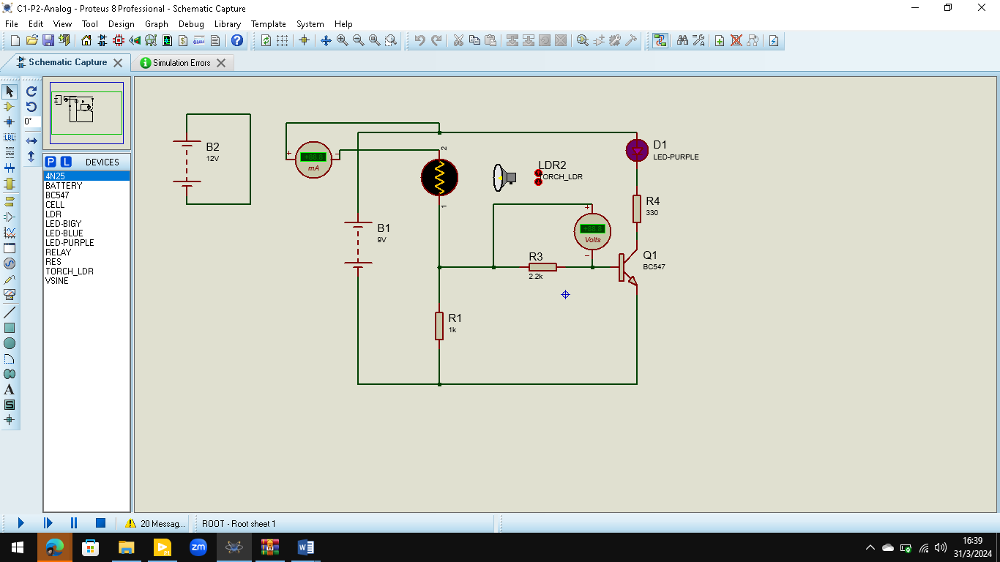 C1-P2-Analog - Proteus 8 Professional - Schematic Capture
File Edit View Tool Design Graph Debug Library Template System Help
Schematic Capture
Simulation Errors
0°
LBL
P L DEVICES
4N25
BATTERY
BC547
CELL
LDR
LED-BIGY
LED-BLUE
LED-PURPLE
RELAY
RES
TORCH_LDR
VSINE
A
S
B2
12V
+ −
+88.8
mA
2
1
LDR2
TORCH_LDR
D1
LED-PURPLE
R4
330
B1
9V
+
+88.8
Volts
−
R3
2.2k
Q1
BC547
R1
1k
20 Messag...
ROOT - Root sheet 1
21
zm
W
16:39
31/3/2024